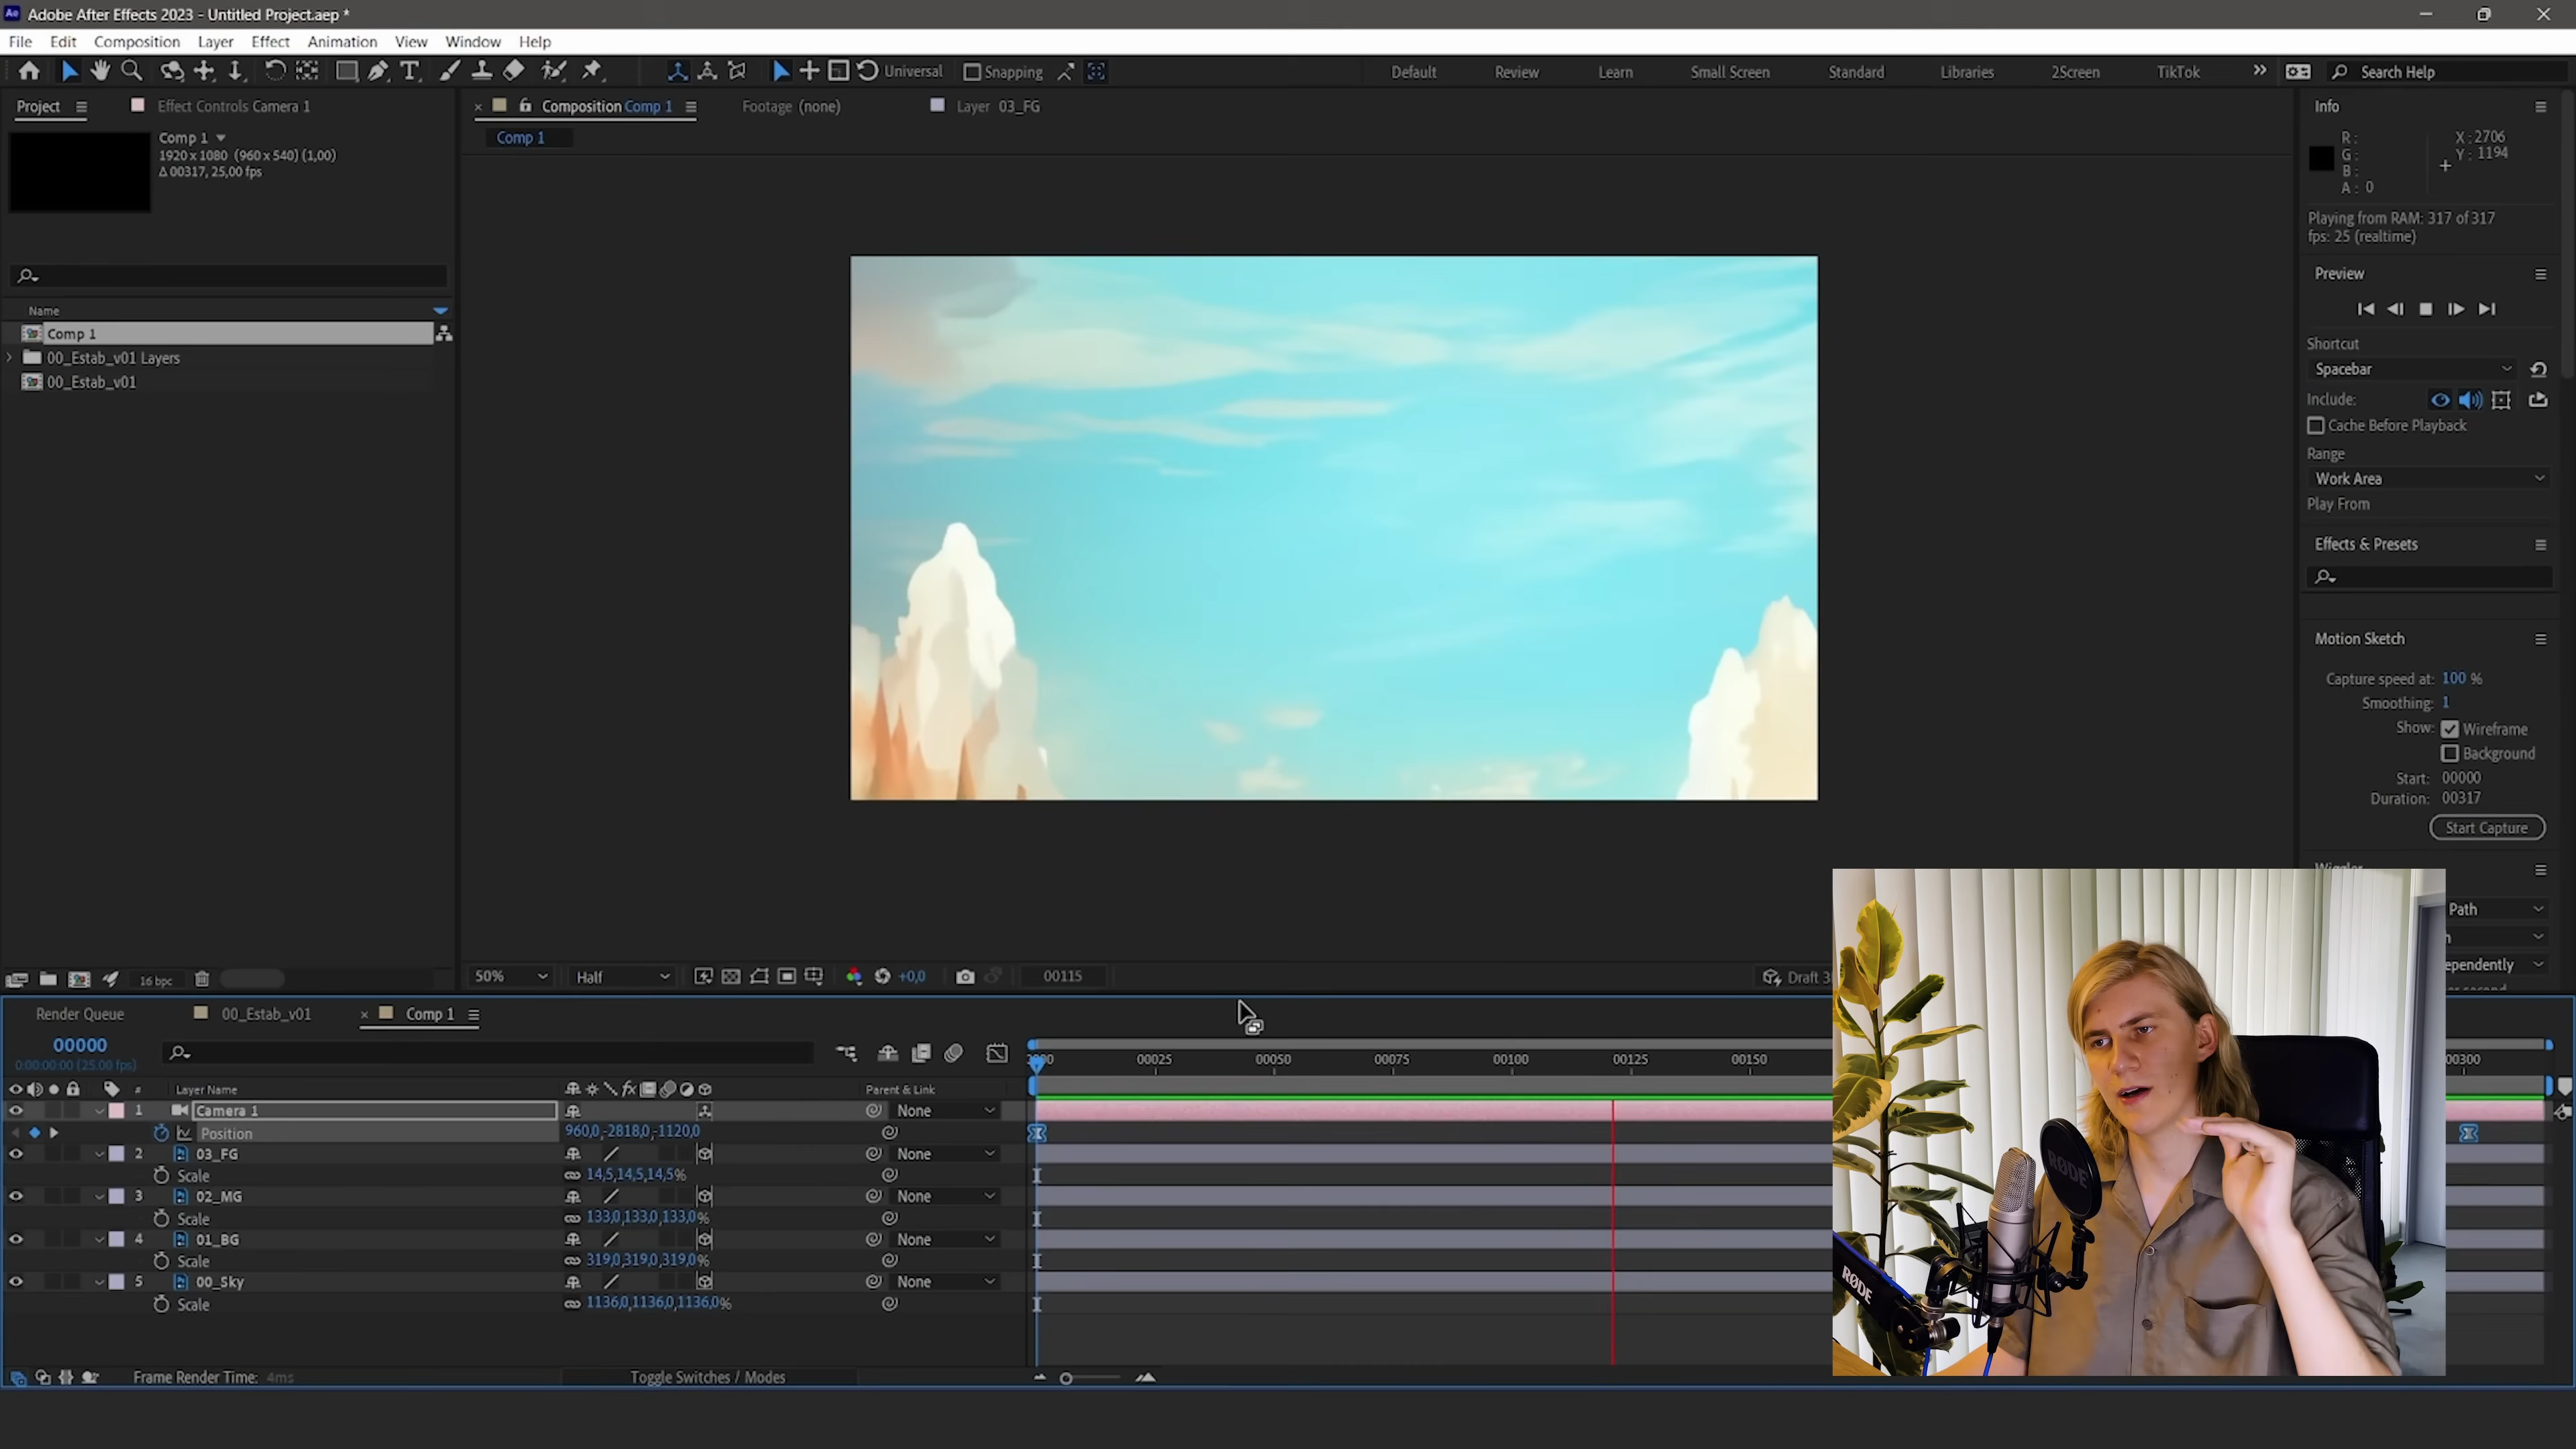 Ae Adobe After Effects 2023 - Untitled Project.aep *
File Edit Composition Layer Effect Animation View Window Help
Universal Snapping Default Review Learn Small Screen Standard Libraries 2Screen TikTok Search Help
Project Effect Controls Camera 1
Comp 1
1920 x 1080 (960 x 540) (1,00)
Δ 00317, 25,00 fps
Name
Comp 1
00_Estab_v01 Layers
00_Estab_v01
16 bpc
Composition Comp 1 Footage (none) Layer 03_FG
Comp 1
50% Half +0,0 00115 Draft 3
Info
R :
G :
B :
A : 0
X : 2706
Y : 1194
Playing from RAM: 317 of 317
fps: 25 (realtime)
Preview
Shortcut
Spacebar
Include:
Cache Before Playback
Range
Work Area
Play From
Effects & Presets
Motion Sketch
Capture speed at: 100 %
Smoothing: 1
Show: Wireframe
Background
Start: 00000
Duration: 00317
Start Capture
Path
ependently
Render Queue 00_Estab_v01 Comp 1
00000
0:00:00:00 (25.00 fps)
00025 00050 00075 00100 00125 00150 00300
# Layer Name fx Parent & Link
1 Camera 1 None
Position 960,0,-2818,0,-1120,0
2 03_FG None
Scale 14,5,14,5,14,5%
3 02_MG None
Scale 133,0,133,0,133,0%
4 01_BG None
Scale 319,0,319,0,319,0%
5 00_Sky None
Scale 1136,0,1136,0,1136,0%
Frame Render Time: 4ms Toggle Switches / Modes
RØDE
RØDE